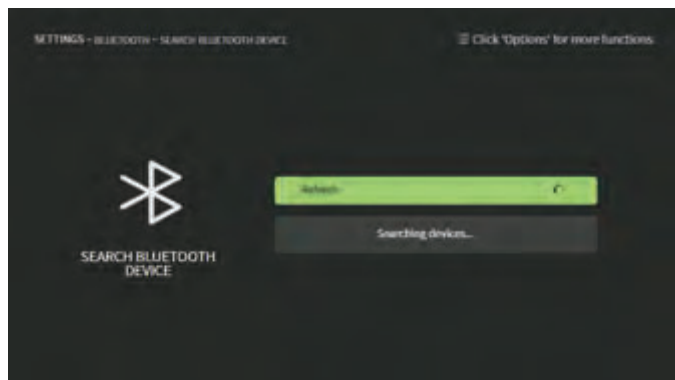 SETTINGS - BLUETOOTH - SEARCH BLUETOOTH DEVICE
Click 'Options' for more functions
Refresh
Searching devices...
SEARCH BLUETOOTH
DEVICE